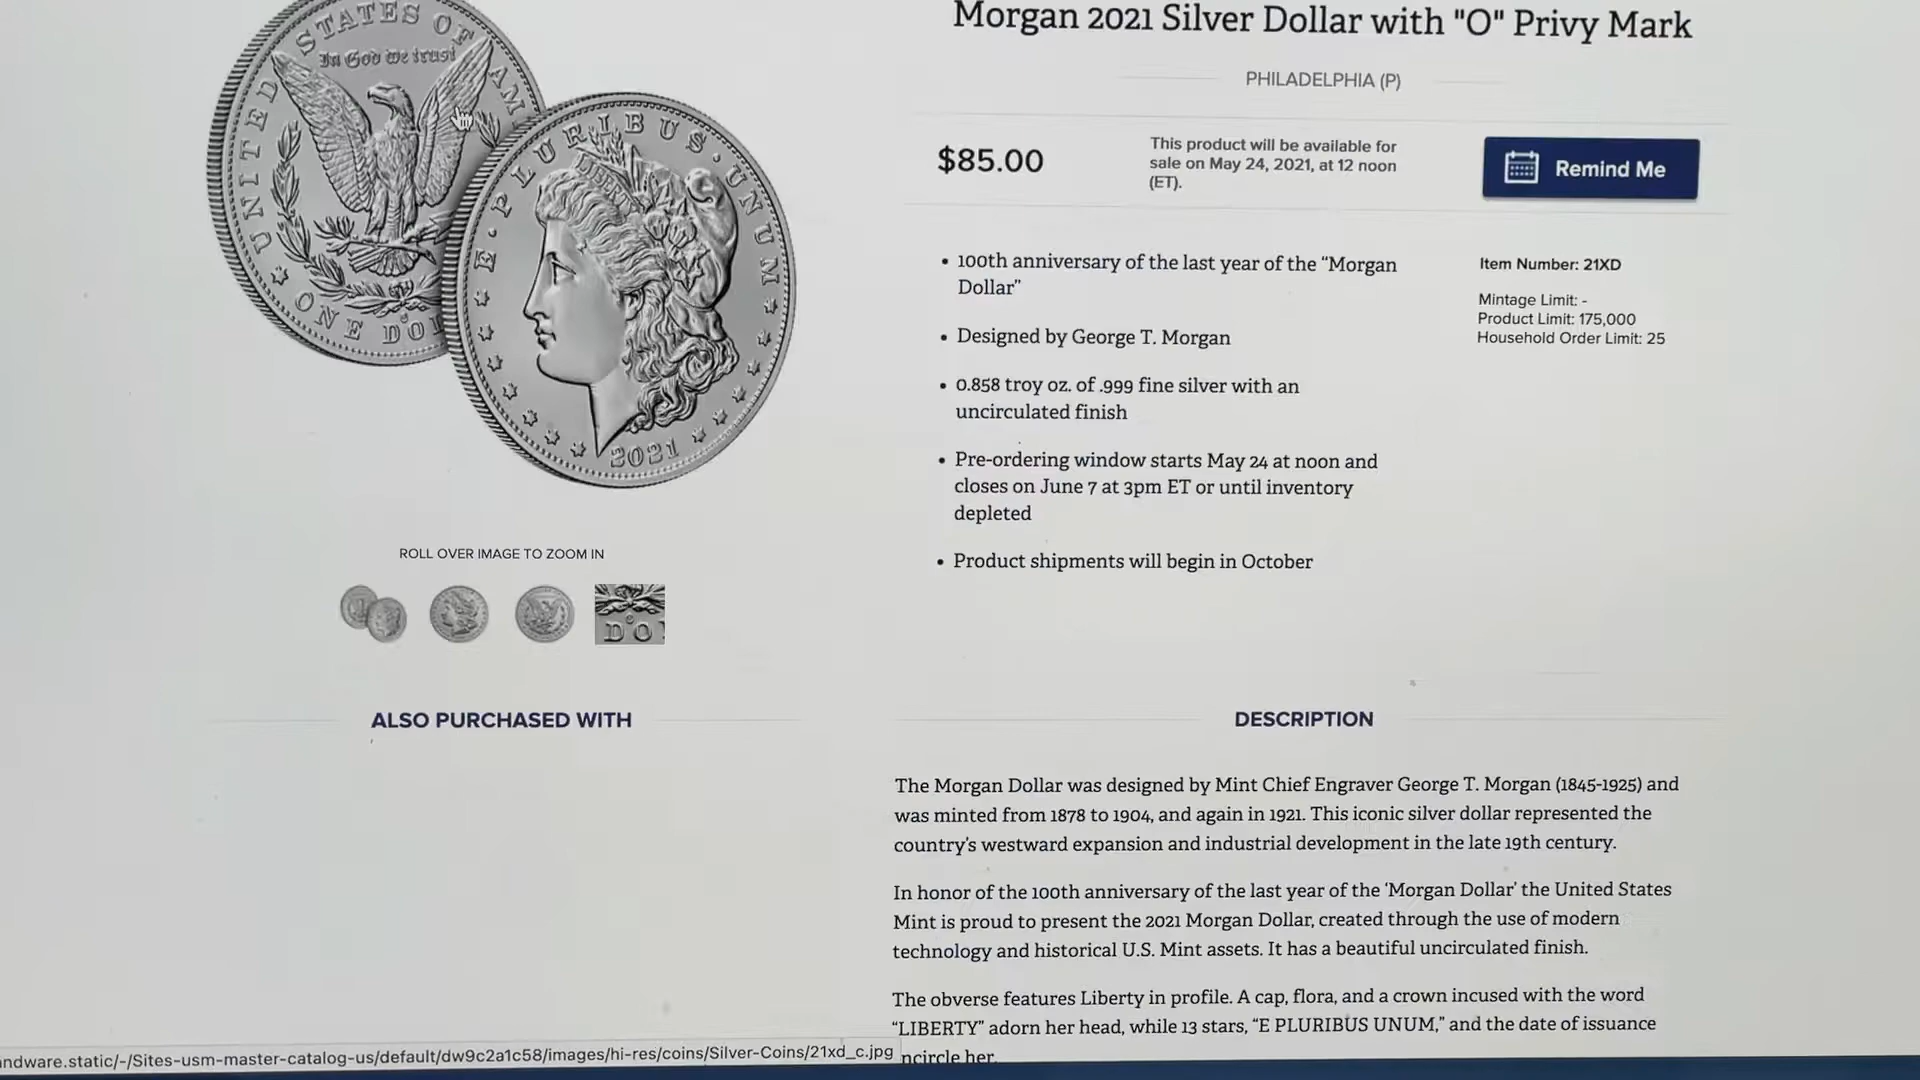 Morgan 2021 Silver Dollar with "O" Privy Mark
PHILADELPHIA (P)
$85.00
This product will be available for
sale on May 24, 2021, at 12 noon
(ET).
Remind Me
• 100th anniversary of the last year of the “Morgan
Dollar”
• Designed by George T. Morgan
• 0.858 troy oz. of .999 fine silver with an
uncirculated finish
• Pre-ordering window starts May 24 at noon and
closes on June 7 at 3pm ET or until inventory
depleted
• Product shipments will begin in October
Item Number: 21XD
Mintage Limit: -
Product Limit: 175,000
Household Order Limit: 25
UNITED STATES OF AM
In God we trust
ONE DOL
E·PLURIBUS·UNUM
LIBERTY
2021
ROLL OVER IMAGE TO ZOOM IN
DO
ALSO PURCHASED WITH
DESCRIPTION
The Morgan Dollar was designed by Mint Chief Engraver George T. Morgan (1845-1925) and
was minted from 1878 to 1904, and again in 1921. This iconic silver dollar represented the
country's westward expansion and industrial development in the late 19th century.
In honor of the 100th anniversary of the last year of the 'Morgan Dollar' the United States
Mint is proud to present the 2021 Morgan Dollar, created through the use of modern
technology and historical U.S. Mint assets. It has a beautiful uncirculated finish.
The obverse features Liberty in profile. A cap, flora, and a crown incused with the word
“LIBERTY” adorn her head, while 13 stars, “E PLURIBUS UNUM,” and the date of issuance
ncircle her.
ndware.static/-/Sites-usm-master-catalog-us/default/dw9c2a1c58/images/hi-res/coins/Silver-Coins/21xd_c.jpg